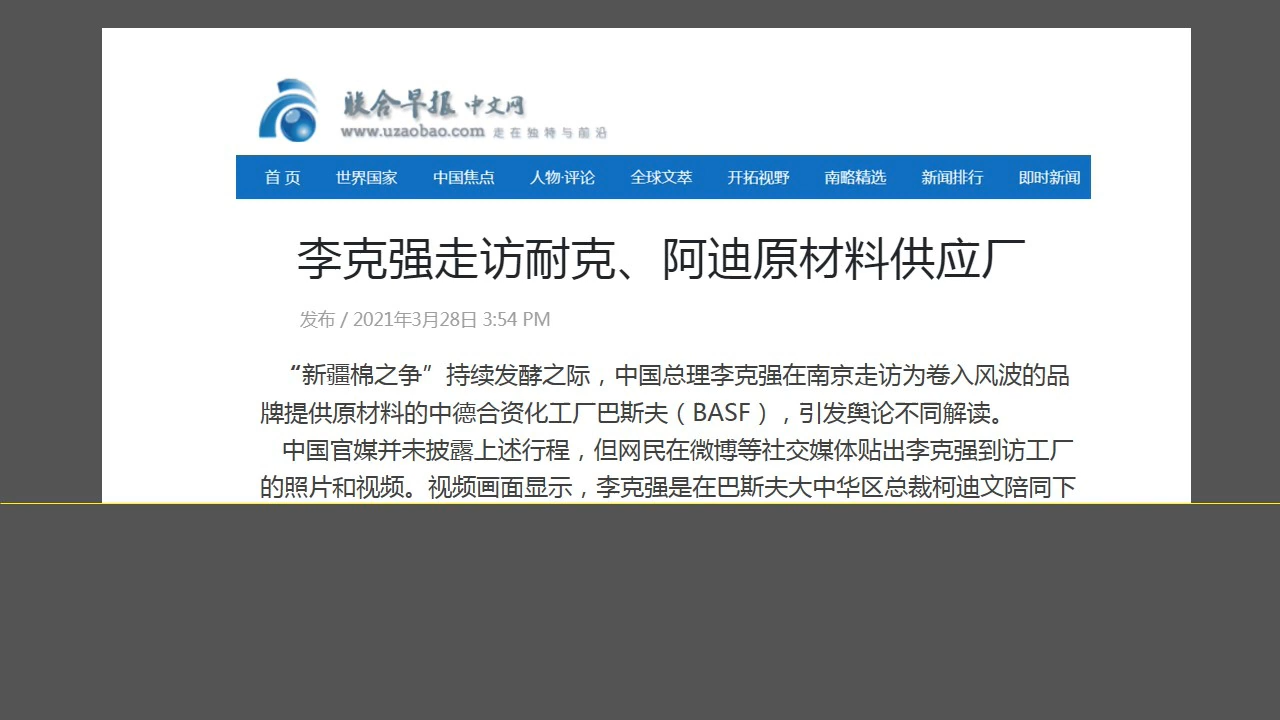 联合早报 中文网
www.uzaobao.com 走在独特与前沿
首 页 世界国家 中国焦点 人物·评论 全球文萃 开拓视野 南略精选 新闻排行 即时新闻
李克强走访耐克、阿迪原材料供应厂
发布 / 2021年3月28日 3:54 PM
“新疆棉之争”持续发酵之际，中国总理李克强在南京走访为卷入风波的品
牌提供原材料的中德合资化工厂巴斯夫（BASF），引发舆论不同解读。
中国官媒并未披露上述行程，但网民在微博等社交媒体贴出李克强到访工厂
的照片和视频。视频画面显示，李克强是在巴斯夫大中华区总裁柯迪文陪同下